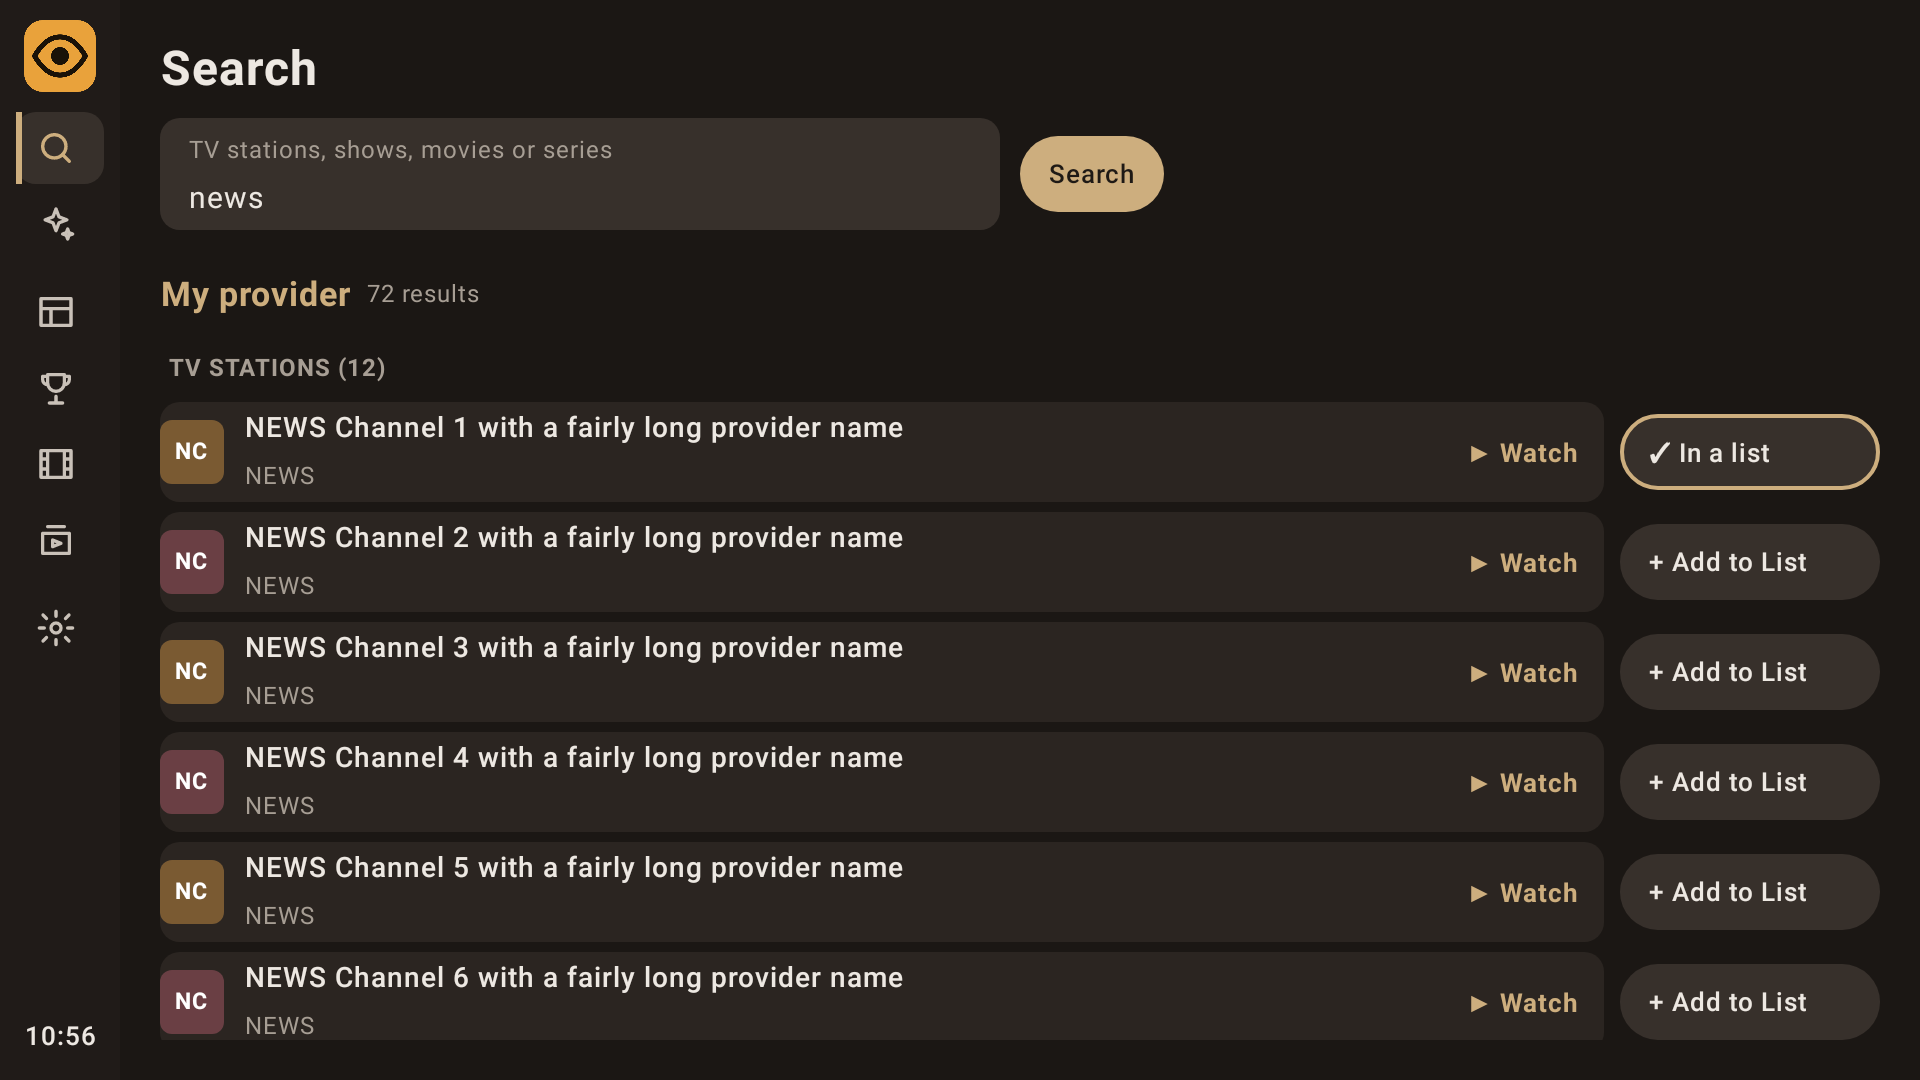 Search
TV stations, shows, movies or series
news
Search
My provider 72 results
TV STATIONS (12)
NC
NEWS Channel 1 with a fairly long provider name
NEWS
▶ Watch
✓ In a list
NC
NEWS Channel 2 with a fairly long provider name
NEWS
▶ Watch
+ Add to List
NC
NEWS Channel 3 with a fairly long provider name
NEWS
▶ Watch
+ Add to List
NC
NEWS Channel 4 with a fairly long provider name
NEWS
▶ Watch
+ Add to List
NC
NEWS Channel 5 with a fairly long provider name
NEWS
▶ Watch
+ Add to List
NC
NEWS Channel 6 with a fairly long provider name
NEWS
▶ Watch
+ Add to List
10:56